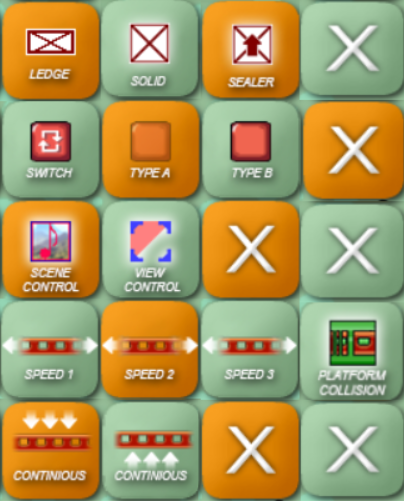 LEDGE
SOLID
SEALER
X
SWITCH
TYPE A
TYPE B
X
SCENE
CONTROL
VIEW
CONTROL
X
X
SPEED 1
SPEED 2
SPEED 3
PLATFORM
COLLISION
CONTINIOUS
CONTINIOUS
X
X